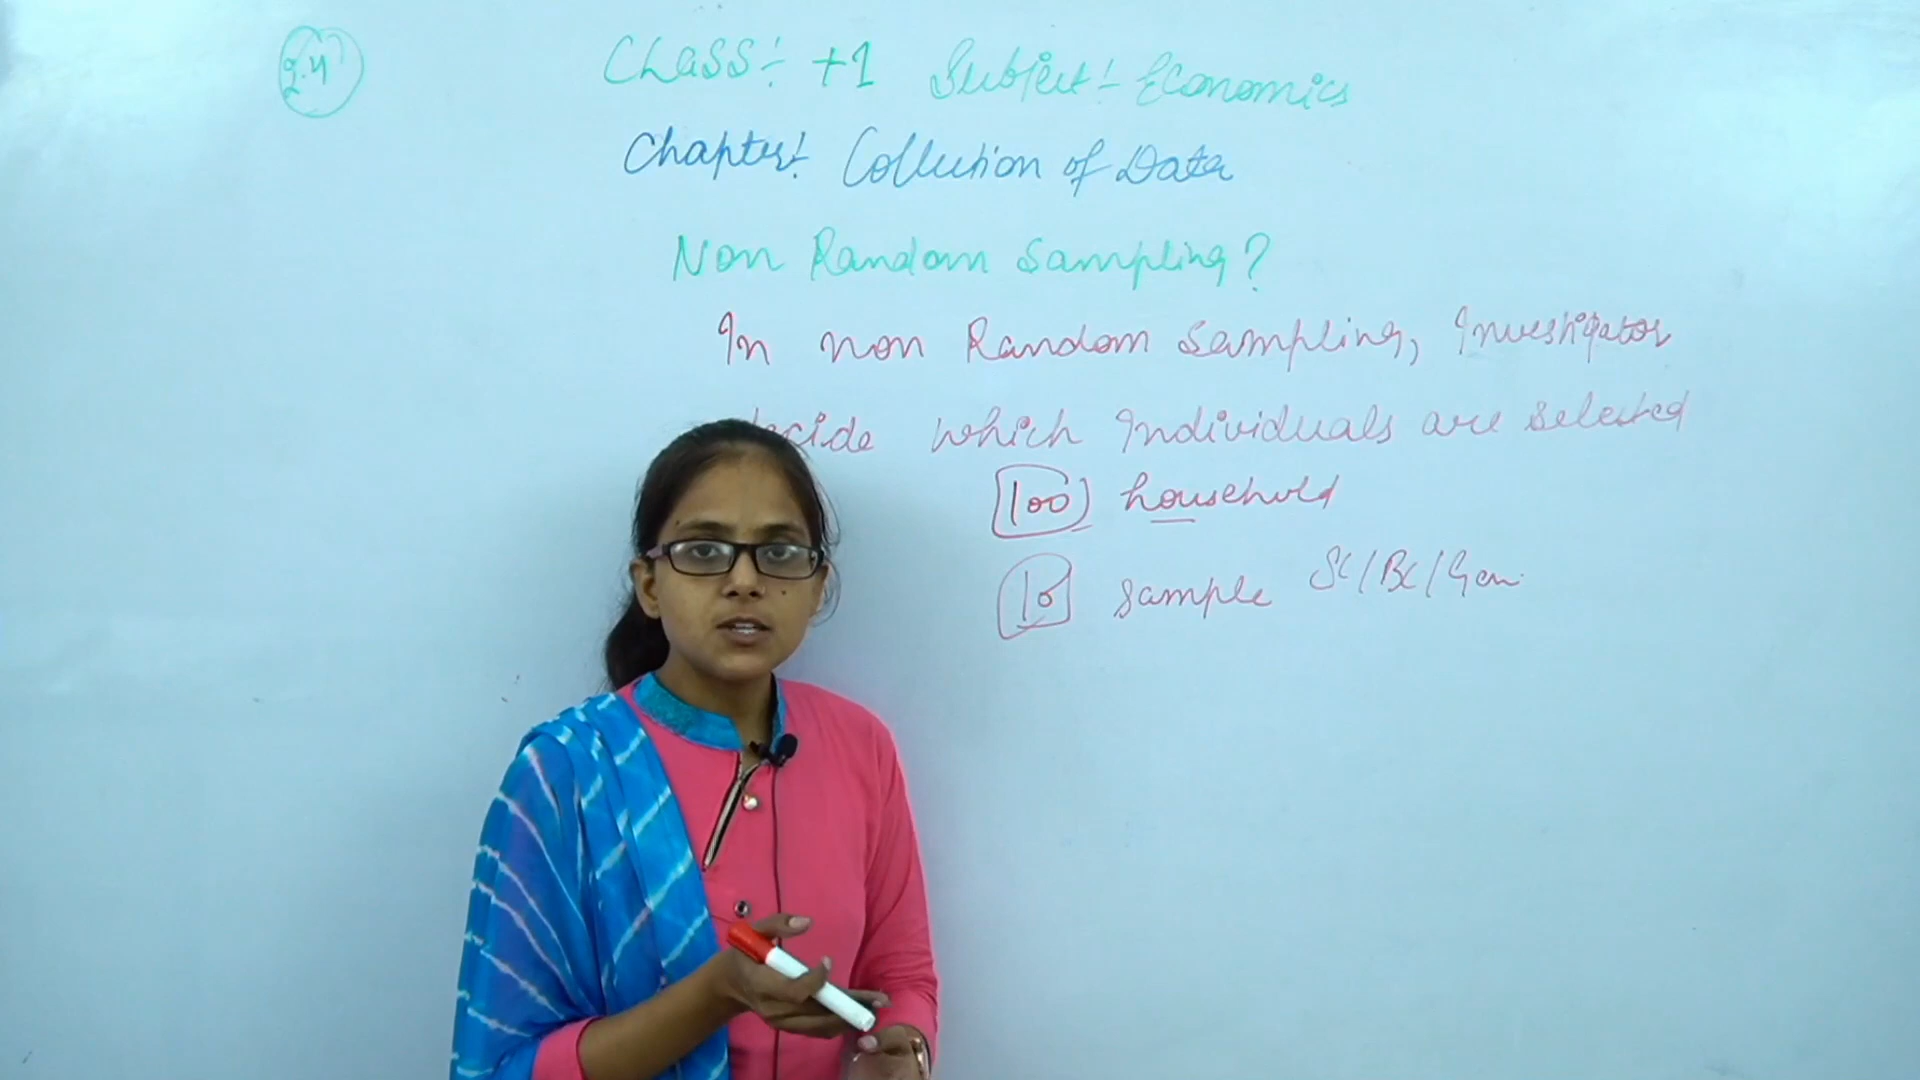 2.4
Class:- +1 Subject:- Economics
Chapter:- Collection of Data
Non Random Sampling?
In non Random Sampling, Investigator
decide which Individuals are selected
100 household
10 sample SC/BC/Gen.